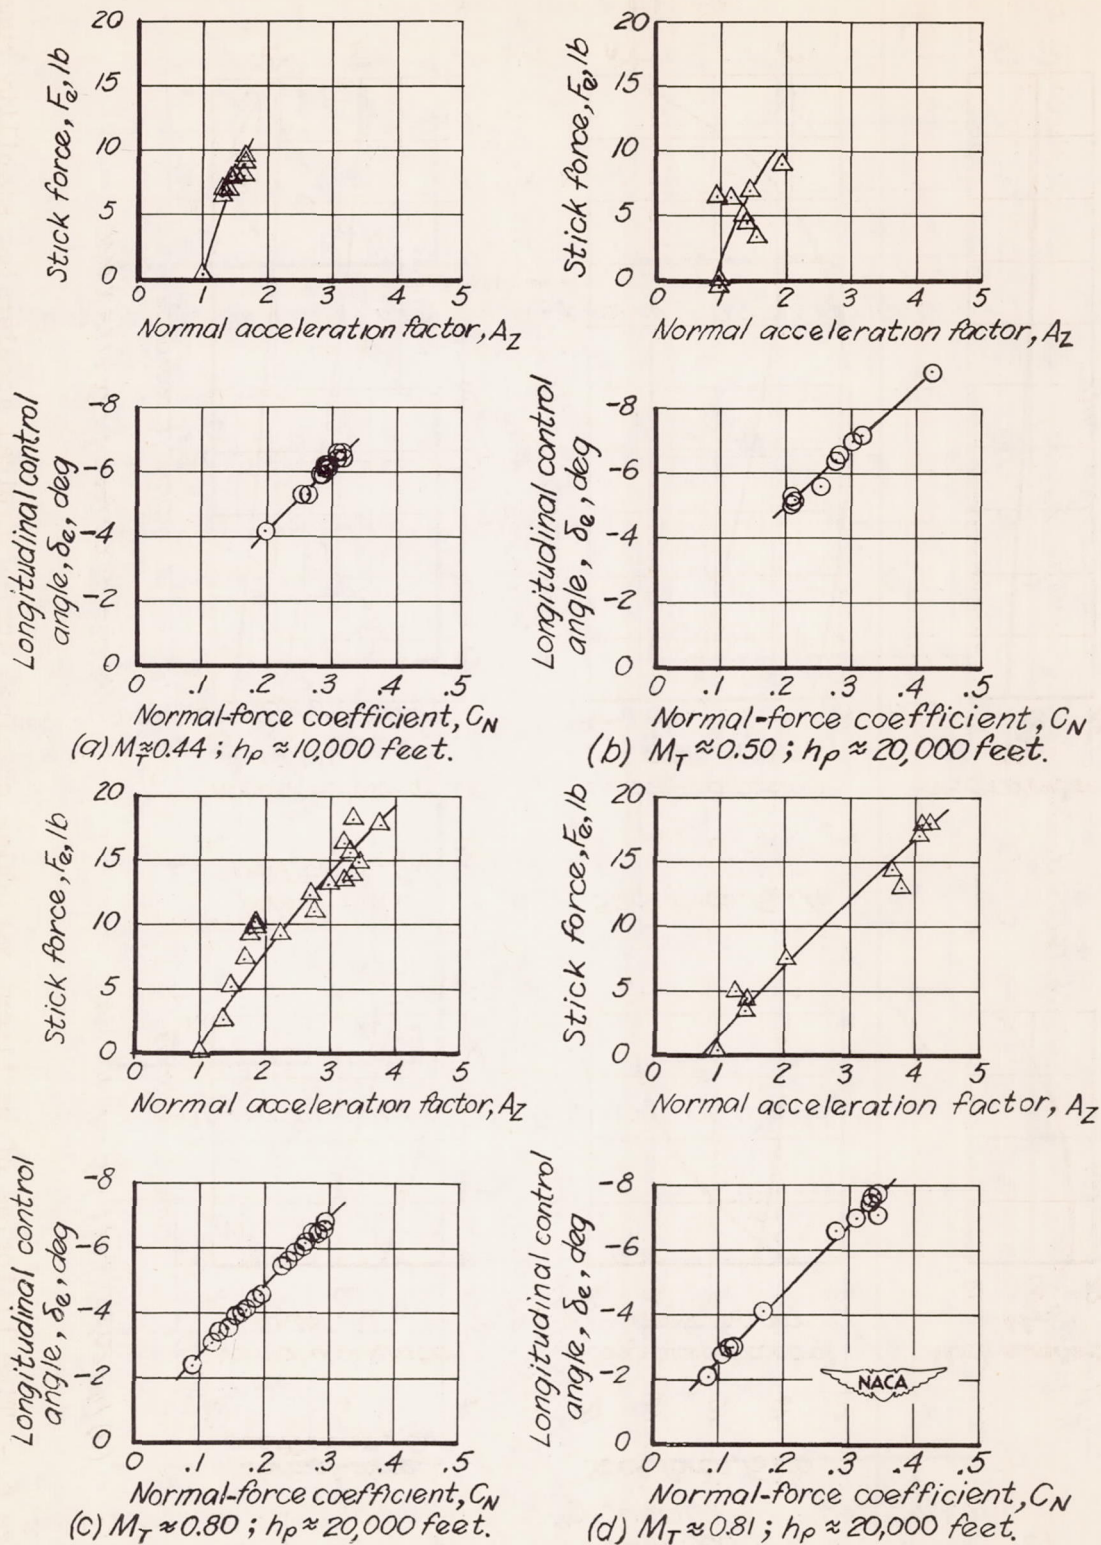 20
15
10
5
0
Stick force, Fe, lb
0 1 2 3 4 5
Normal acceleration factor, AZ
20
15
10
5
0
Stick force, Fe, lb
0 1 2 3 4 5
Normal acceleration factor, AZ
-8
-6
-4
-2
0
Longitudinal control
angle, δe, deg
0 .1 .2 .3 .4 .5
Normal-force coefficient, CN
(a) MT≈0.44 ; hp ≈ 10,000 feet.
-8
-6
-4
-2
0
Longitudinal control
angle, δe, deg
0 .1 .2 .3 .4 .5
Normal-force coefficient, CN
(b) MT ≈ 0.50 ; hp ≈ 20,000 feet.
20
15
10
5
0
Stick force, Fe, lb
0 1 2 3 4 5
Normal acceleration factor, AZ
20
15
10
5
0
Stick force, Fe, lb
0 1 2 3 4 5
Normal acceleration factor, AZ
-8
-6
-4
-2
0
Longitudinal control
angle, δe, deg
0 .1 .2 .3 .4 .5
Normal-force coefficient, CN
(c) MT ≈ 0.80 ; hp ≈ 20,000 feet.
-8
-6
-4
-2
0
Longitudinal control
angle, δe, deg
NACA
0 .1 .2 .3 .4 .5
Normal-force coefficient, CN
(d) MT ≈ 0.81 ; hp ≈ 20,000 feet.